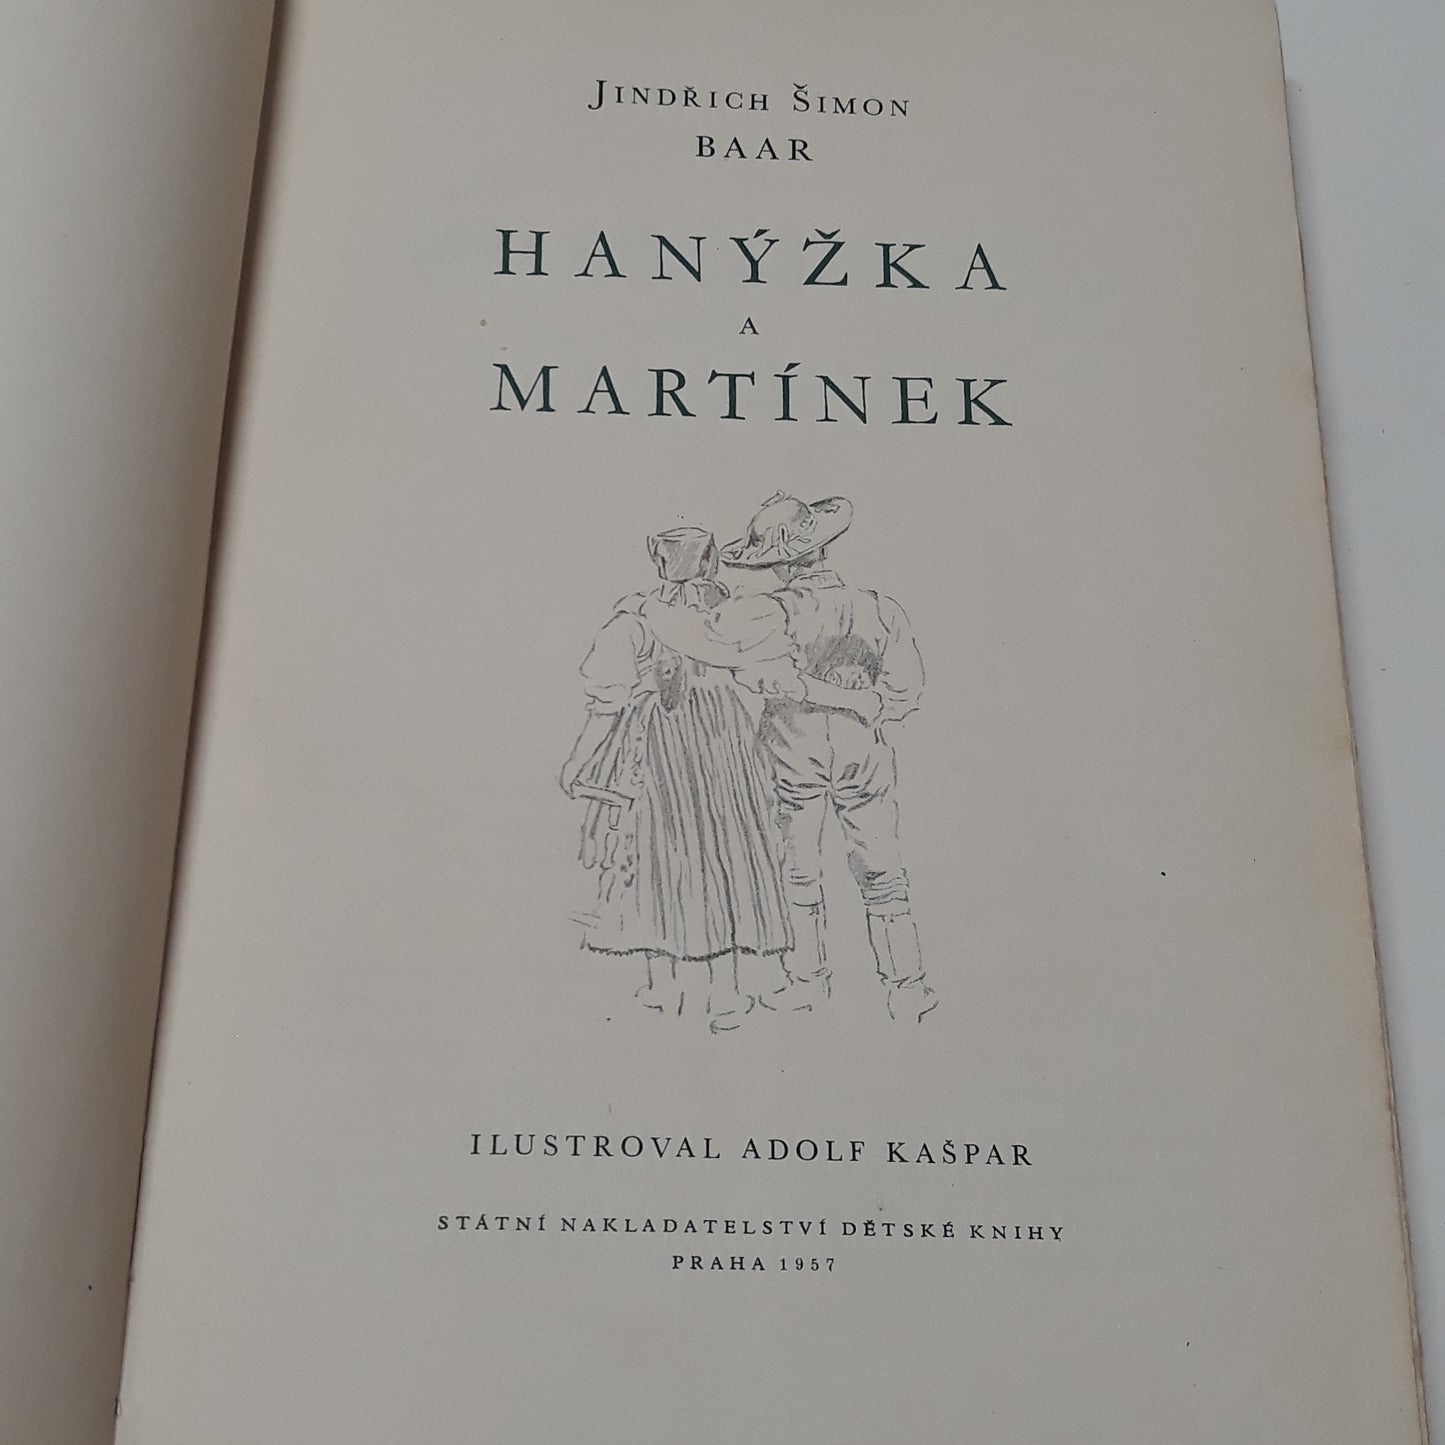 JINDŘICH ŠIMON
BAAR
HANÝŽKA
A
MARTÍNEK
ILUSTROVAL ADOLF KAŠPAR
STÁTNÍ NAKLADATELSTVÍ DĚTSKÉ KNIHY
PRAHA 1957